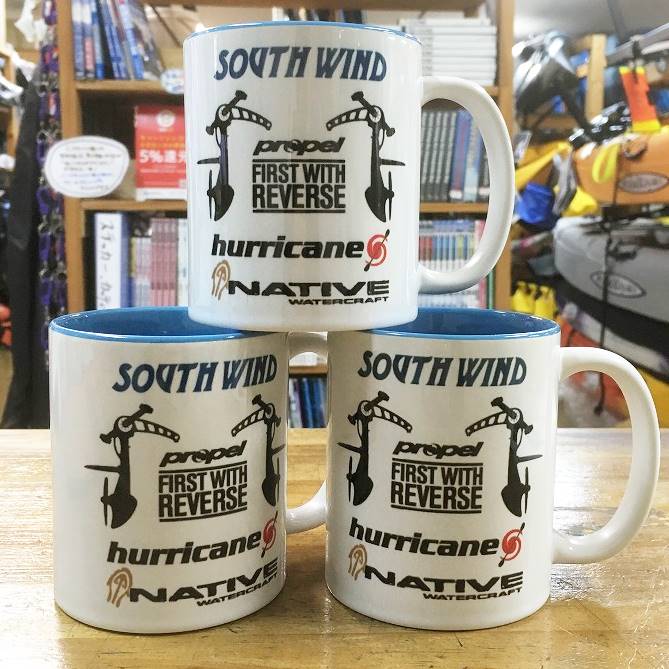 SOUTH WIND
propel
FIRST WITH
REVERSE
hurricane
NATIVE
WATERCRAFT
SOUTH WIND
propel
FIRST WITH
REVERSE
hurricane
NATIVE
WATERCRAFT
SOUTH WIND
propel
FIRST WITH
REVERSE
hurricane
NATIVE
WATERCRAFT
5%還元